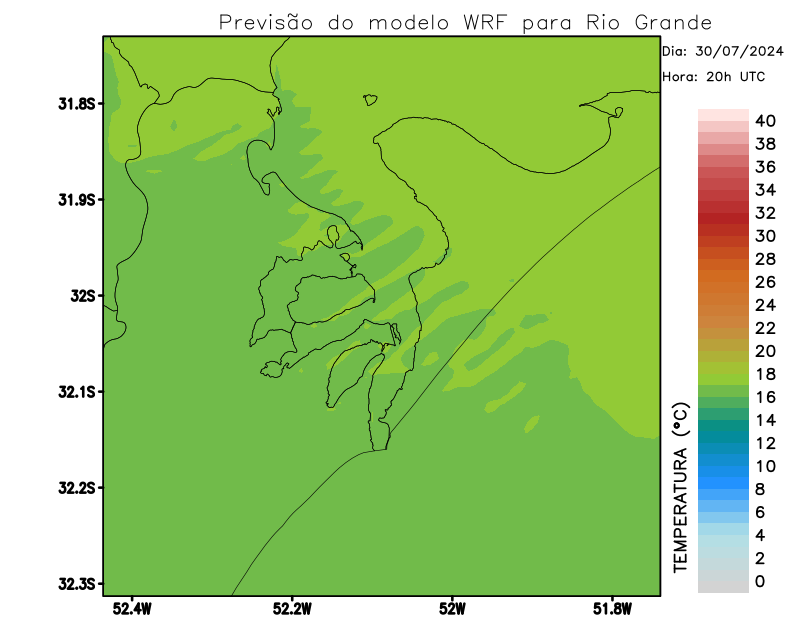 Previsão do modelo WRF para Rio Grande
Dia: 30/07/2024
Hora: 20h UTC
31.8S
31.9S
32S
32.1S
32.2S
32.3S
52.4W
52.2W
52W
51.8W
TEMPERATURA (°C)
40
38
36
34
32
30
28
26
24
22
20
18
16
14
12
10
8
6
4
2
0